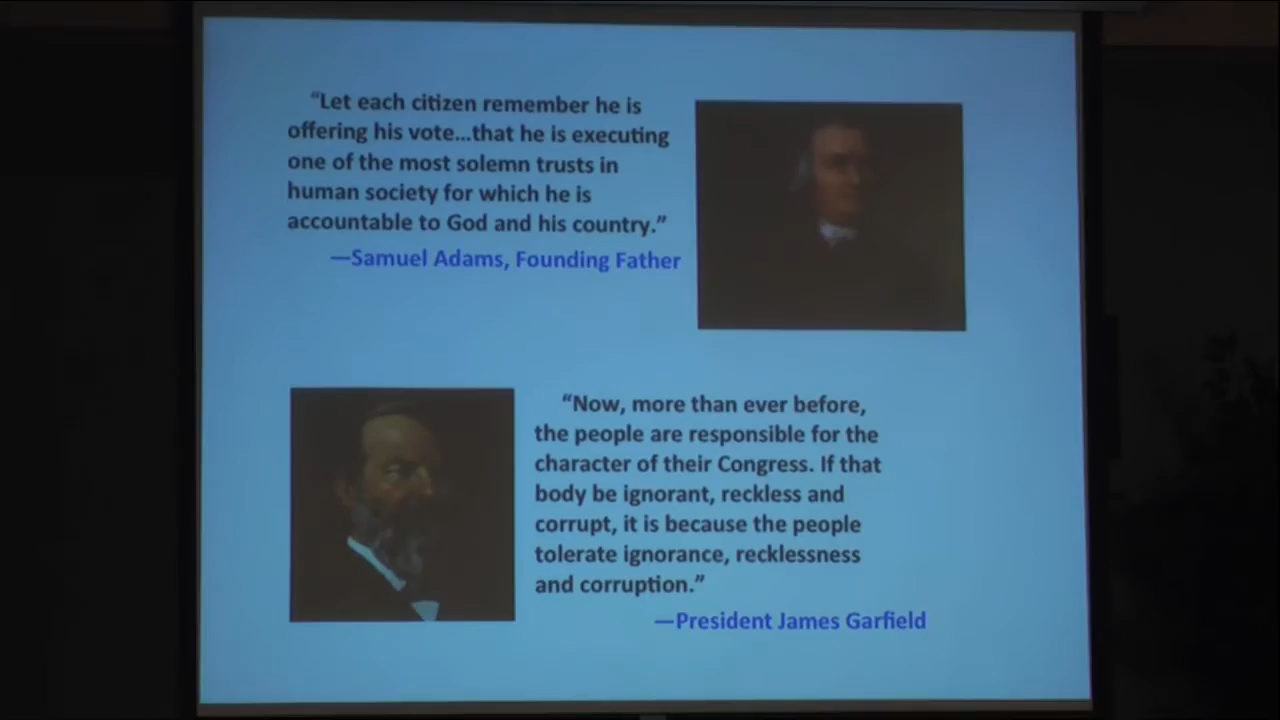 “Let each citizen remember he is
offering his vote...that he is executing
one of the most solemn trusts in
human society for which he is
accountable to God and his country.”
—Samuel Adams, Founding Father
“Now, more than ever before,
the people are responsible for the
character of their Congress. If that
body be ignorant, reckless and
corrupt, it is because the people
tolerate ignorance, recklessness
and corruption.”
—President James Garfield